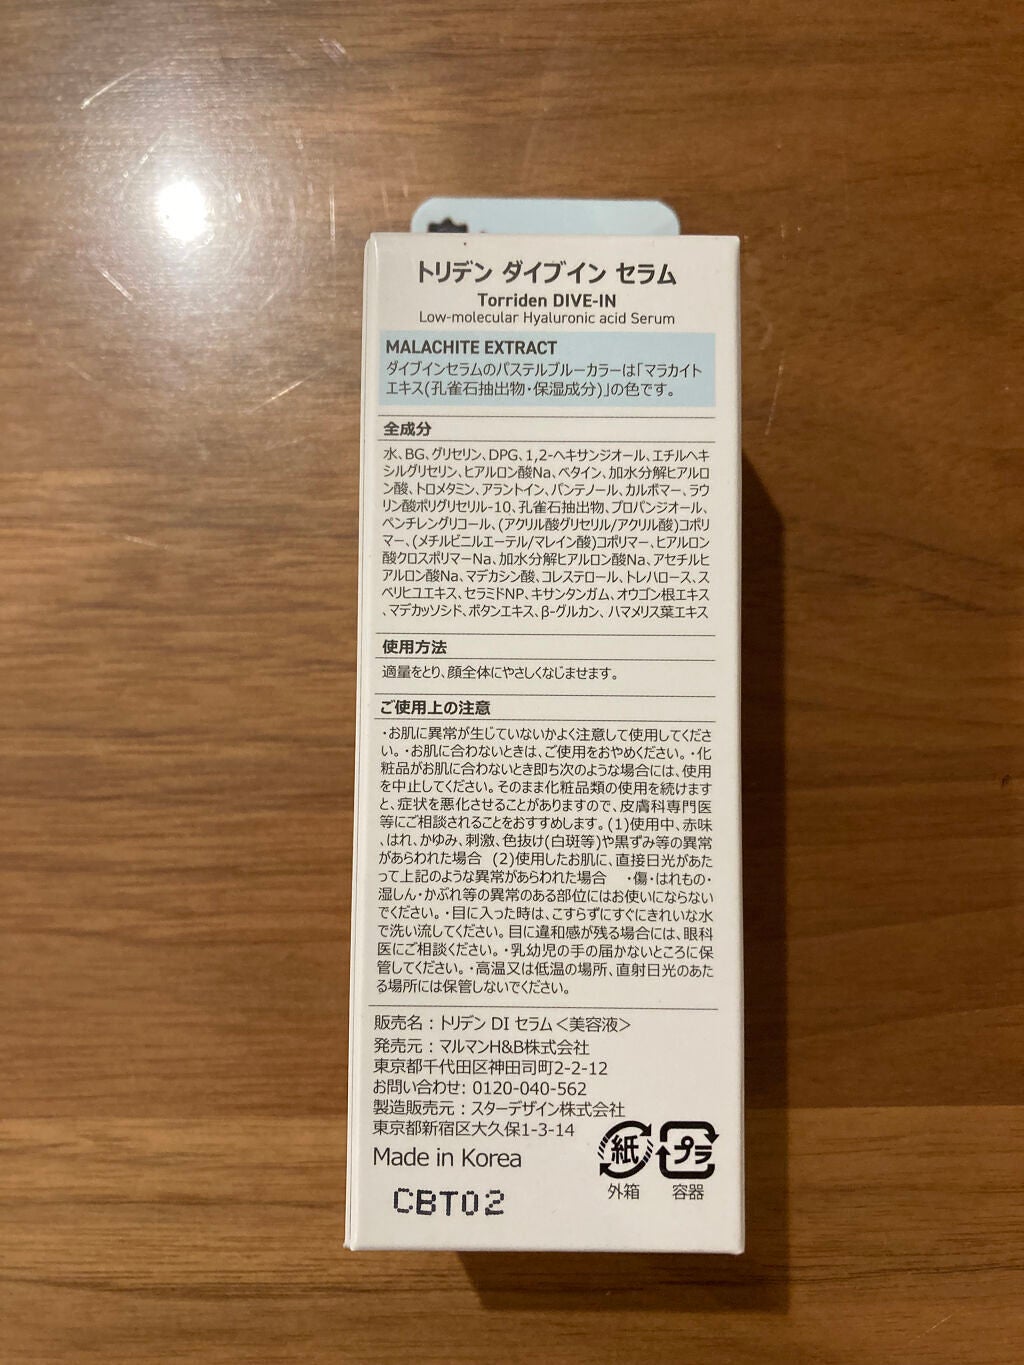 トリデン ダイブイン セラム
Torriden DIVE-IN
Low-molecular Hyaluronic acid Serum
MALACHITE EXTRACT
ダイブインセラムのパステルブルーカラーは「マラカイト
エキス(孔雀石抽出物・保湿成分)」の色です。
全成分
水、BG、グリセリン、DPG、1,2-ヘキサンジオール、エチルヘキ
シルグリセリン、ヒアルロン酸Na、ベタイン、加水分解ヒアルロ
ン酸、トロメタミン、アラントイン、パンテノール、カルボマー、ラウ
リン酸ポリグリセリル-10、孔雀石抽出物、プロパンジオール、
ペンチレングリコール、(アクリル酸グリセリル/アクリル酸)コポリ
マー、(メチルビニルエーテル/マレイン酸)コポリマー、ヒアルロン
酸クロスポリマーNa、加水分解ヒアルロン酸Na、アセチルヒ
アルロン酸Na、マデカシン酸、コレステロール、トレハロース、ス
ベリヒユエキス、セラミドNP、キサンタンガム、オウゴン根エキス
、マデカッソシド、ボタンエキス、β-グルカン、ハマメリス葉エキス
使用方法
適量をとり、顔全体にやさしくなじませます。
ご使用上の注意
・お肌に異常が生じていないかよく注意して使用してくださ
い。・お肌に合わないときは、ご使用をおやめください。・化
粧品がお肌に合わないとき即ち次のような場合には、使用
を中止してください。そのまま化粧品類の使用を続けます
と、症状を悪化させることがありますので、皮膚科専門医
等にご相談されることをおすすめします。(1)使用中、赤味
、はれ、かゆみ、刺激、色抜け(白斑等)や黒ずみ等の異常
があらわれた場合 (2)使用したお肌に、直接日光があた
って上記のような異常があらわれた場合 ・傷・はれもの・
湿しん・かぶれ等の異常のある部位にはお使いにならない
でください。・目に入った時は、こすらずにすぐにきれいな水
で洗い流してください。目に違和感が残る場合には、眼科
医にご相談ください。・乳幼児の手の届かないところに保
管してください。・高温又は低温の場所、直射日光のあた
る場所には保管しないでください。
販売名：トリデン DI セラム＜美容液＞
発売元：マルマンH&B株式会社
東京都千代田区神田司町2-2-12
お問い合わせ: 0120-040-562
製造販売元：スターデザイン株式会社
東京都新宿区大久保1-3-14
Made in Korea
紙 プラ
外箱 容器
CBT02